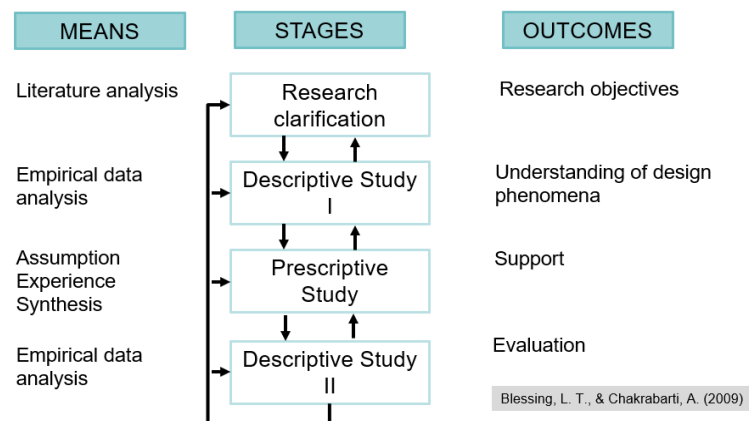 MEANS
STAGES
OUTCOMES
Literature analysis
Research
clarification
Research objectives
Empirical data
analysis
Descriptive Study
I
Understanding of design
phenomena
Assumption
Experience
Synthesis
Prescriptive
Study
Support
Empirical data
analysis
Descriptive Study
II
Evaluation
Blessing, L. T., & Chakrabarti, A. (2009)